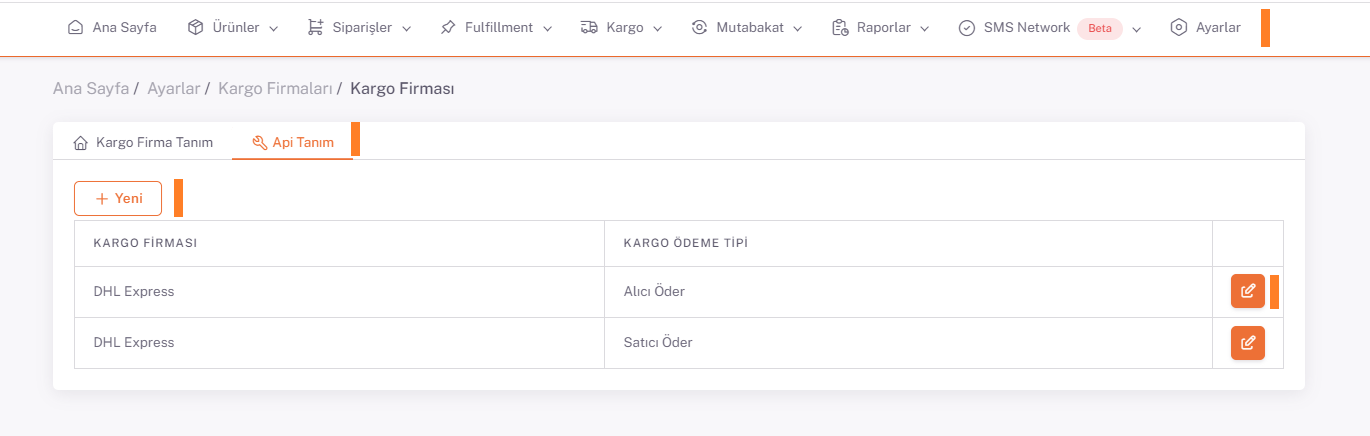 Ana Sayfa Ürünler Siparişler Fulfillment Kargo Mutabakat Raporlar SMS Network Beta Ayarlar
Ana Sayfa / Ayarlar / Kargo Firmaları / Kargo Firması
Kargo Firma Tanım Api Tanım
+ Yeni
KARGO FİRMASI KARGO ÖDEME TİPİ
DHL Express Alıcı Öder
DHL Express Satıcı Öder